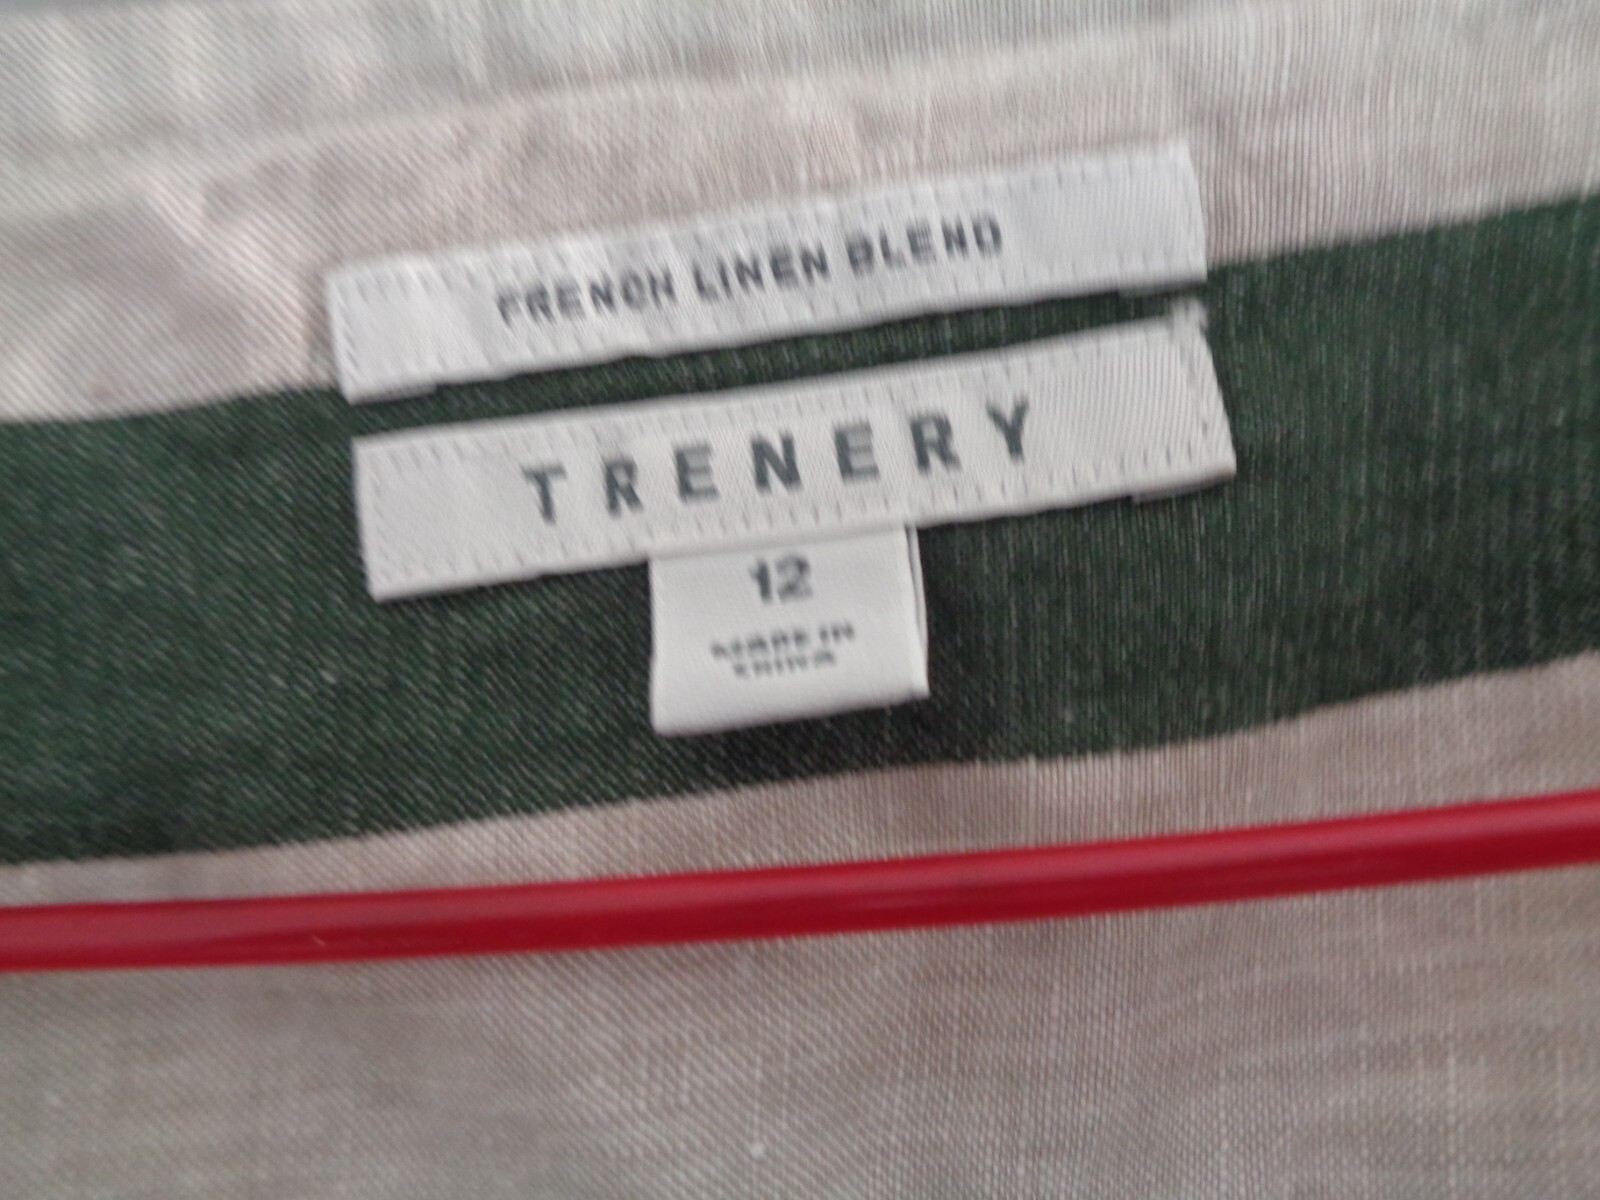 FRENCH LINEN BLEND
TRENERY
12
MADE IN
CHINA